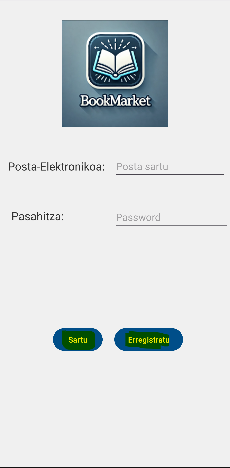 BookMarket
Posta-Elektronikoa: Posta sartu
Pasahitza: Password
Sartu Erregistratu